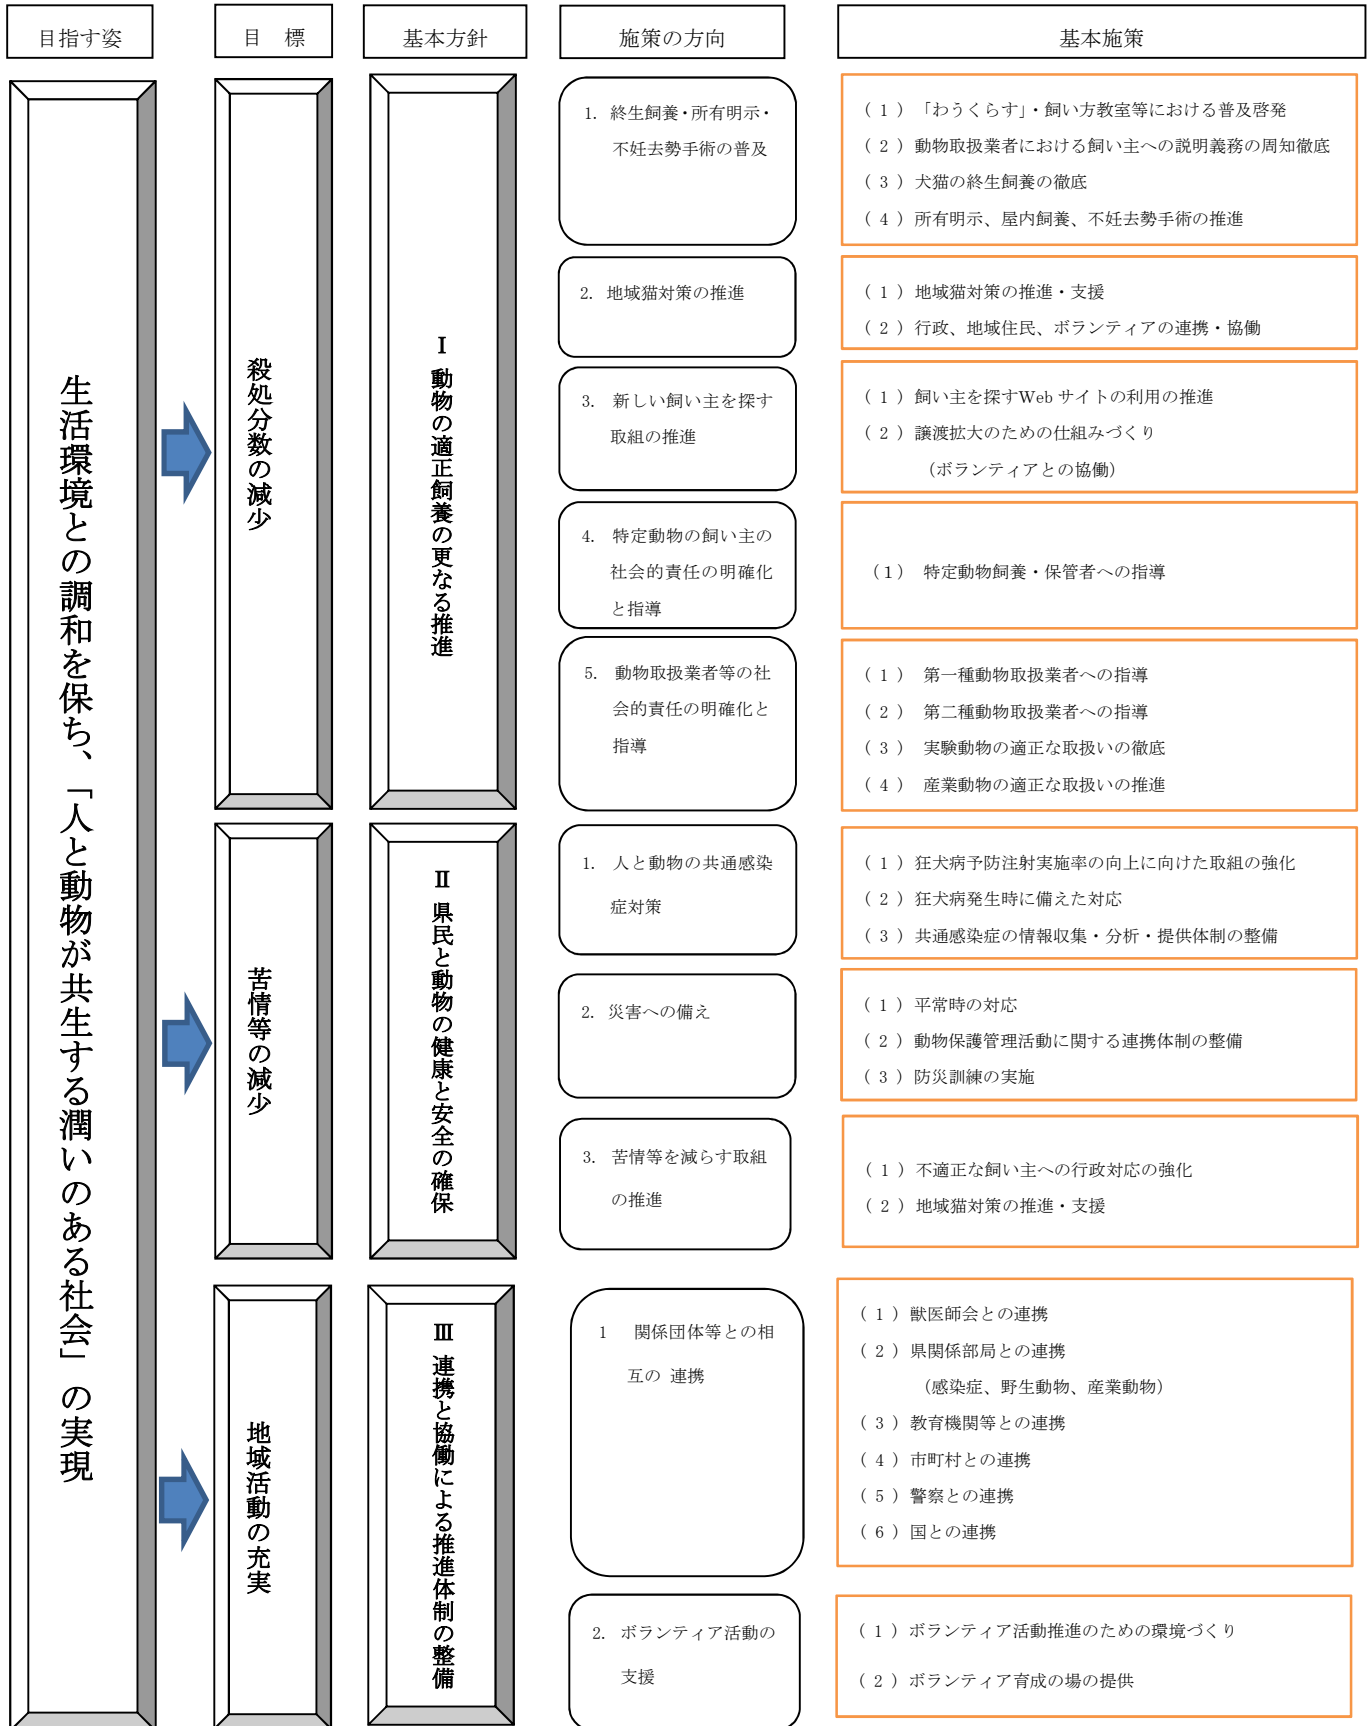 目指す姿
目 標
基本方針
施策の方向
基本施策
生活環境との調和を保ち、「人と動物が共生する潤いのある社会」の実現
殺処分数の減少
Ⅰ 動物の適正飼養の更なる推進
1. 終生飼養・所有明示・
不妊去勢手術の普及
(1)「わうくらす」・飼い方教室等における普及啓発
(2)動物取扱業者における飼い主への説明義務の周知徹底
(3)犬猫の終生飼養の徹底
(4)所有明示、屋内飼養、不妊去勢手術の推進
2. 地域猫対策の推進
(1)地域猫対策の推進・支援
(2)行政、地域住民、ボランティアの連携・協働
3. 新しい飼い主を探す
取組の推進
(1)飼い主を探すWeb サイトの利用の推進
(2)譲渡拡大のための仕組みづくり
(ボランティアとの協働)
4. 特定動物の飼い主の
社会的責任の明確化
と指導
(1) 特定動物飼養・保管者への指導
5. 動物取扱業者等の社
会的責任の明確化と
指導
(1) 第一種動物取扱業者への指導
(2) 第二種動物取扱業者への指導
(3) 実験動物の適正な取扱いの徹底
(4) 産業動物の適正な取扱いの推進
苦情等の減少
Ⅱ 県民と動物の健康と安全の確保
1. 人と動物の共通感染
症対策
(1)狂犬病予防注射実施率の向上に向けた取組の強化
(2)狂犬病発生時に備えた対応
(3)共通感染症の情報収集・分析・提供体制の整備
2. 災害への備え
(1)平常時の対応
(2)動物保護管理活動に関する連携体制の整備
(3)防災訓練の実施
3. 苦情等を減らす取組
の推進
(1)不適正な飼い主への行政対応の強化
(2)地域猫対策の推進・支援
地域活動の充実
Ⅲ 連携と協働による推進体制の整備
1 関係団体等との相
互の 連携
(1)獣医師会との連携
(2)県関係部局との連携
(感染症、野生動物、産業動物)
(3)教育機関等との連携
(4)市町村との連携
(5)警察との連携
(6)国との連携
2. ボランティア活動の
支援
(1)ボランティア活動推進のための環境づくり
(2)ボランティア育成の場の提供